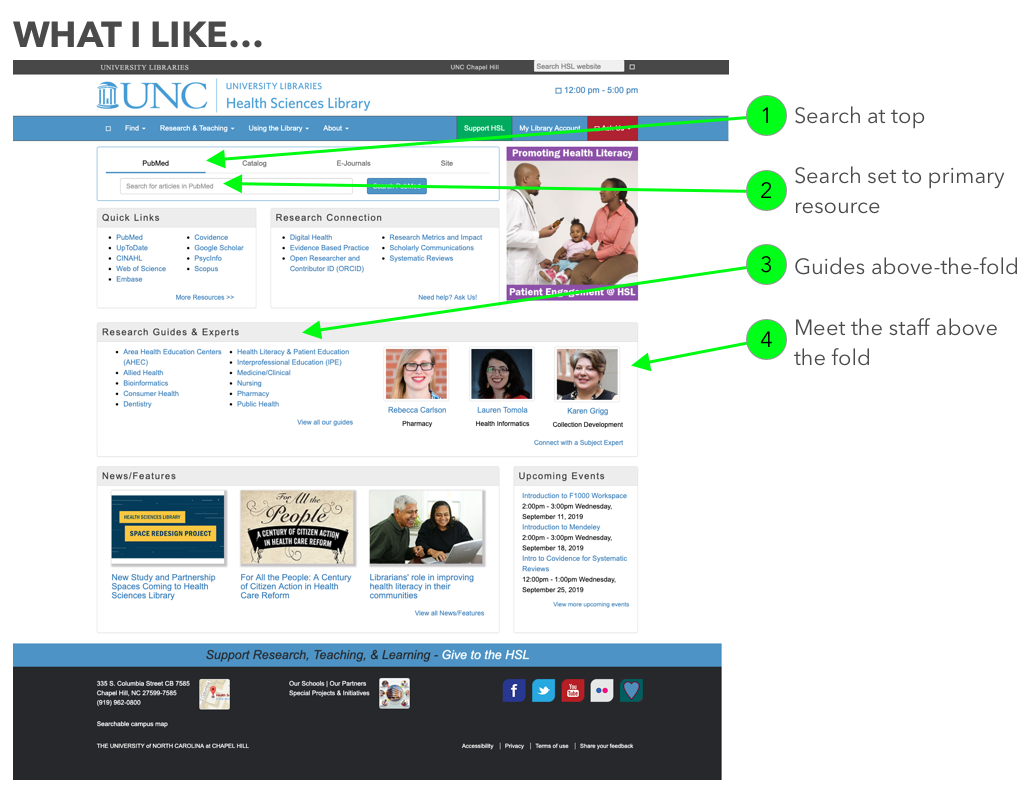 WHAT I LIKE...
UNIVERSITY LIBRARIES
UNC Chapel Hill
Search HSL website
UNC
UNIVERSITY LIBRARIES
Health Sciences Library
12:00 pm - 5:00 pm
Find
Research & Teaching
Using the Library
About
Support HSL
My Library Account
Ask Us
1 Search at top
PubMed
Catalog
E-Journals
Site
Search for articles in PubMed
Search PubMed
Promoting Health Literacy
Patient Engagement @ HSL
2 Search set to primary
resource
Quick Links
PubMed
UpToDate
CINAHL
Web of Science
Embase
Covidence
Google Scholar
PsycInfo
Scopus
More Resources >>
Research Connection
Digital Health
Evidence Based Practice
Open Researcher and
Contributor ID (ORCID)
Research Metrics and Impact
Scholarly Communications
Systematic Reviews
Need help? Ask Us!
3 Guides above-the-fold
Research Guides & Experts
Area Health Education Centers
(AHEC)
Allied Health
Bioinformatics
Consumer Health
Dentistry
Health Literacy & Patient Education
Interprofessional Education (IPE)
Medicine/Clinical
Nursing
Pharmacy
Public Health
View all our guides
Rebecca Carlson
Pharmacy
Lauren Tomola
Health Informatics
Karen Grigg
Collection Development
Connect with a Subject Expert
4 Meet the staff above
the fold
News/Features
HEALTH SCIENCES LIBRARY
SPACE REDESIGN PROJECT
New Study and Partnership
Spaces Coming to Health
Sciences Library
For All the
People
A CENTURY OF CITIZEN ACTION
IN HEALTH CARE REFORM
For All the People: A Century
of Citizen Action in Health
Care Reform
Librarians' role in improving
health literacy in their
communities
View all News/Features
Upcoming Events
Introduction to F1000 Workspace
2:00pm - 3:00pm Wednesday,
September 11, 2019
Introduction to Mendeley
2:00pm - 3:00pm Wednesday,
September 18, 2019
Intro to Covidence for Systematic
Reviews
12:00pm - 1:00pm Wednesday,
September 25, 2019
View more upcoming events
Support Research, Teaching, & Learning - Give to the HSL
335 S. Columbia Street CB 7585
Chapel Hill, NC 27599-7585
(919) 962-0800
Searchable campus map
Our Schools | Our Partners
Special Projects & Initiatives
f
You
Tube
THE UNIVERSITY of NORTH CAROLINA at CHAPEL HILL
Accessibility | Privacy | Terms of use | Share your feedback